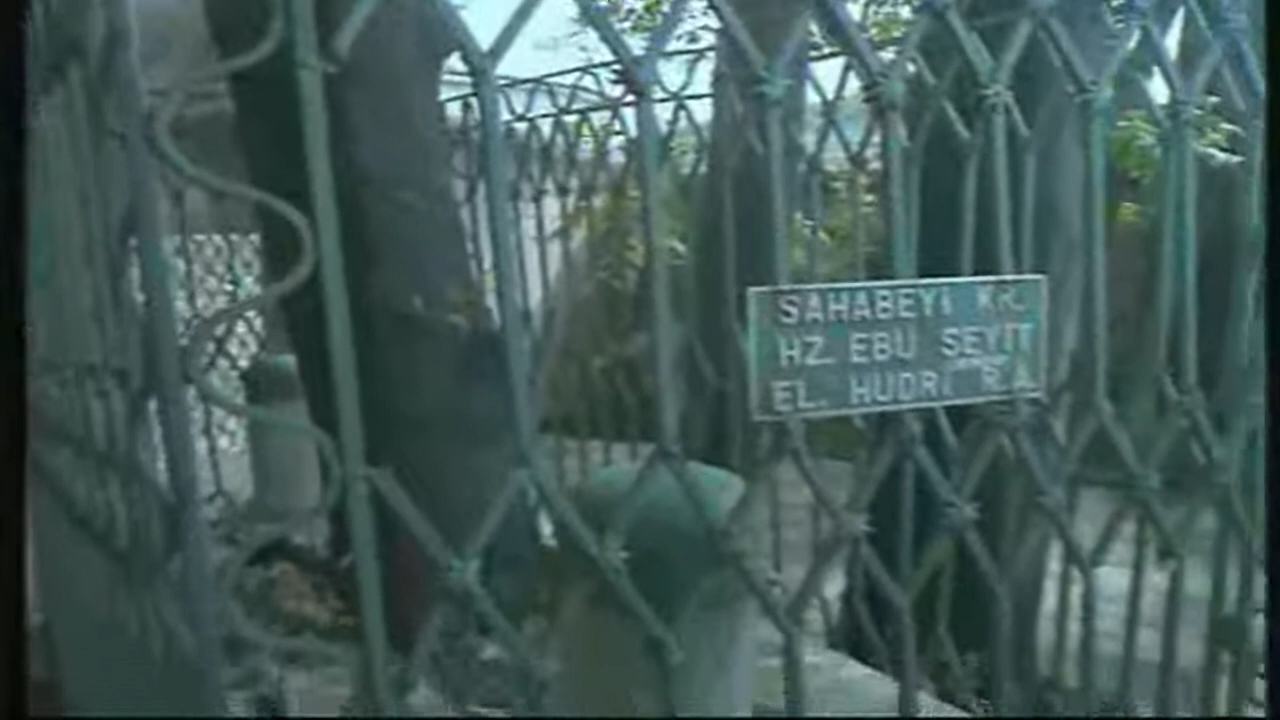 SAHABEYİ KR.
HZ. EBU SEYİT
EL. HUDRİ R.A.